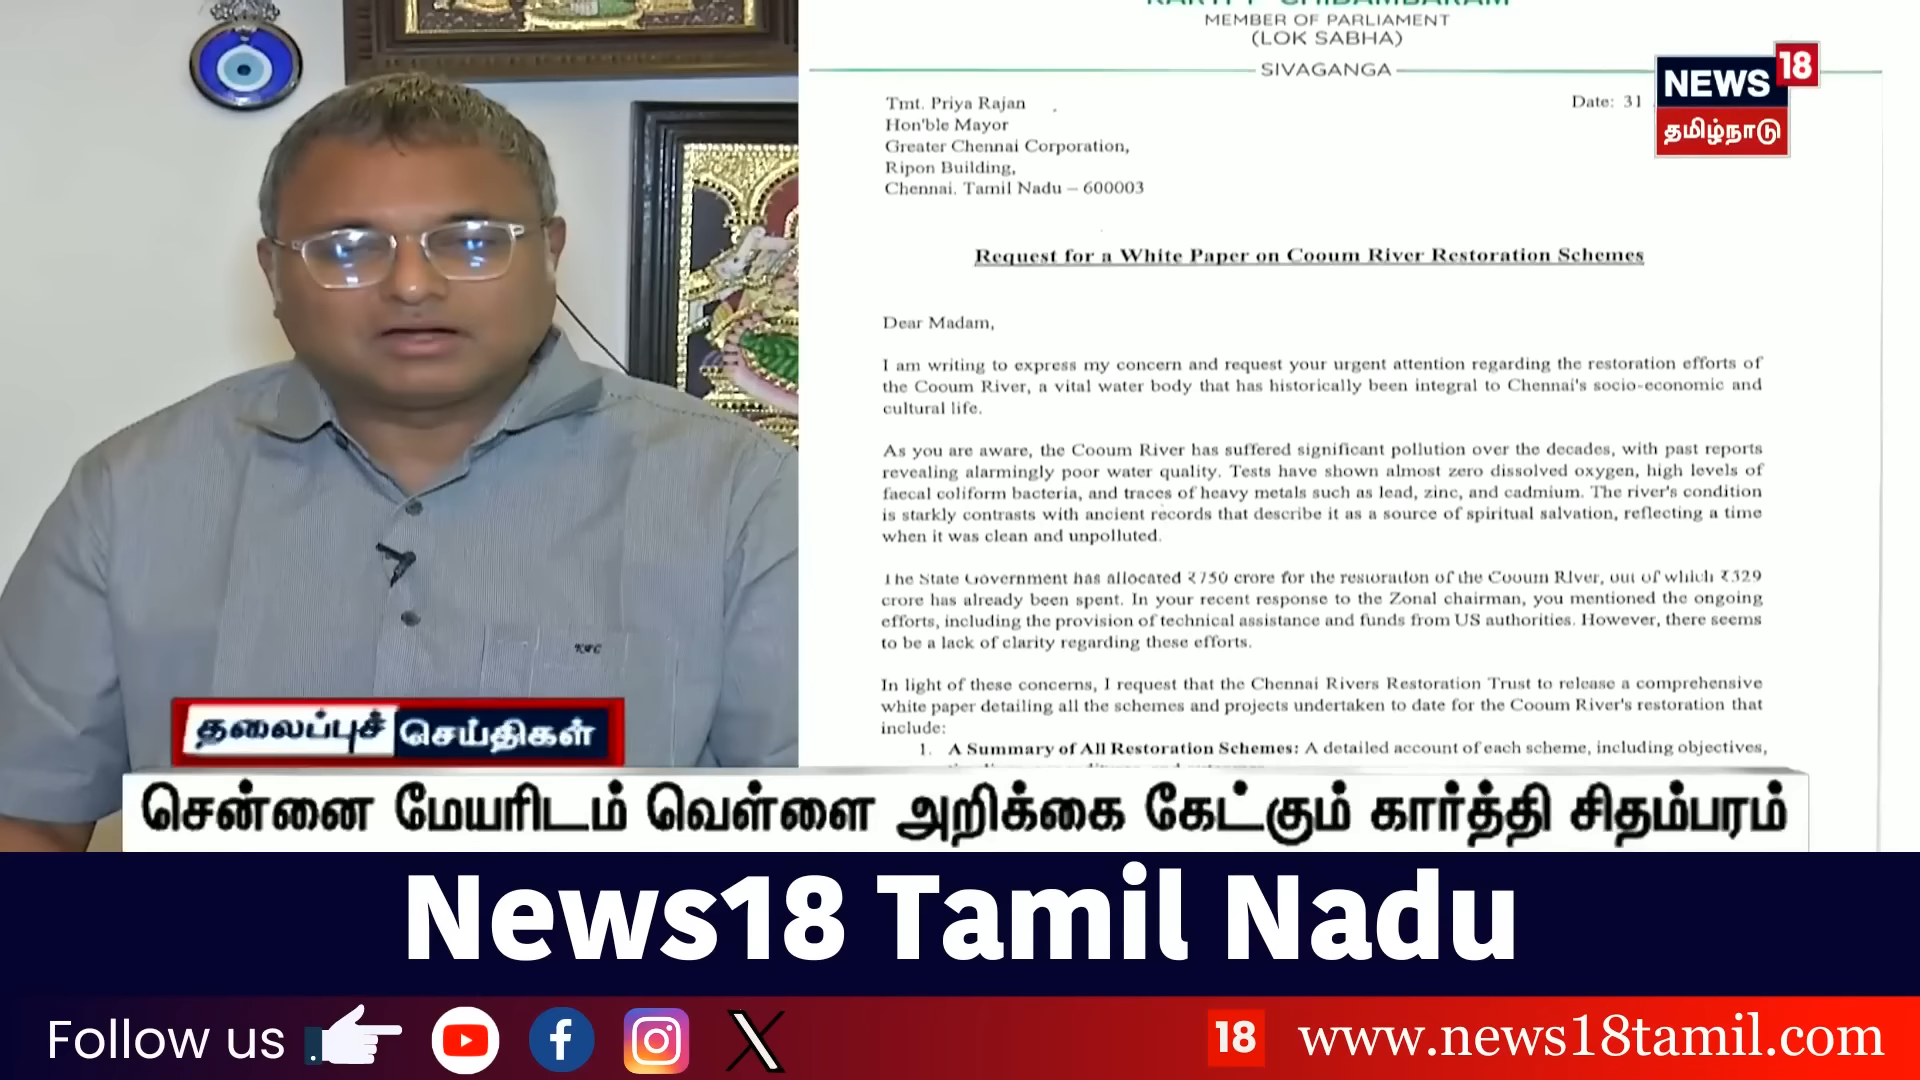 MEMBER OF PARLIAMENT
(LOK SABHA)
SIVAGANGA
NEWS 18
தமிழ்நாடு
Tmt. Priya Rajan
Date: 31
Hon'ble Mayor
Greater Chennai Corporation,
Ripon Building,
Chennai, Tamil Nadu – 600003
Request for a White Paper on Cooum River Restoration Schemes
Dear Madam,
I am writing to express my concern and request your urgent attention regarding the restoration efforts of
the Cooum River, a vital water body that has historically been integral to Chennai's socio-economic and
cultural life.
As you are aware, the Cooum River has suffered significant pollution over the decades, with past reports
revealing alarmingly poor water quality. Tests have shown almost zero dissolved oxygen, high levels of
faecal coliform bacteria, and traces of heavy metals such as lead, zinc, and cadmium. The river's condition
is starkly contrasts with ancient records that describe it as a source of spiritual salvation, reflecting a time
when it was clean and unpolluted.
The State Government has allocated ₹750 crore for the restoration of the Cooum River, out of which ₹329
crore has already been spent. In your recent response to the Zonal chairman, you mentioned the ongoing
efforts, including the provision of technical assistance and funds from US authorities. However, there seems
to be a lack of clarity regarding these efforts.
In light of these concerns, I request that the Chennai Rivers Restoration Trust to release a comprehensive
white paper detailing all the schemes and projects undertaken to date for the Cooum River's restoration that
include:
1. A Summary of All Restoration Schemes: A detailed account of each scheme, including objectives,
தலைப்புச் செய்திகள்
சென்னை மேயரிடம் வெள்ளை அறிக்கை கேட்கும் கார்த்தி சிதம்பரம்
News18 Tamil Nadu
Follow us
18 www.news18tamil.com